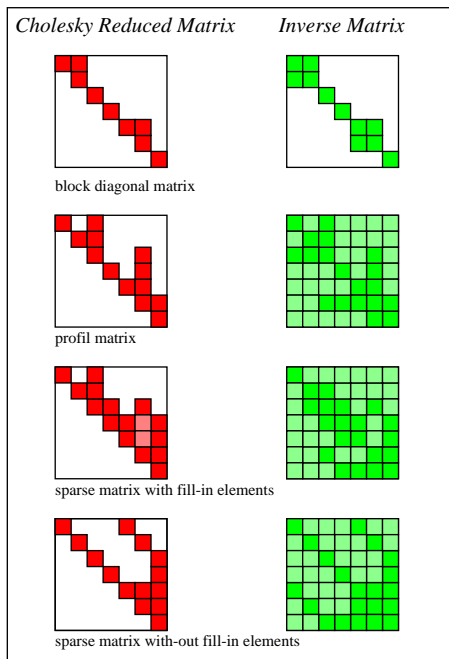 Cholesky Reduced Matrix Inverse Matrix
block diagonal matrix
profil matrix
sparse matrix with fill-in elements
sparse matrix with-out fill-in elements